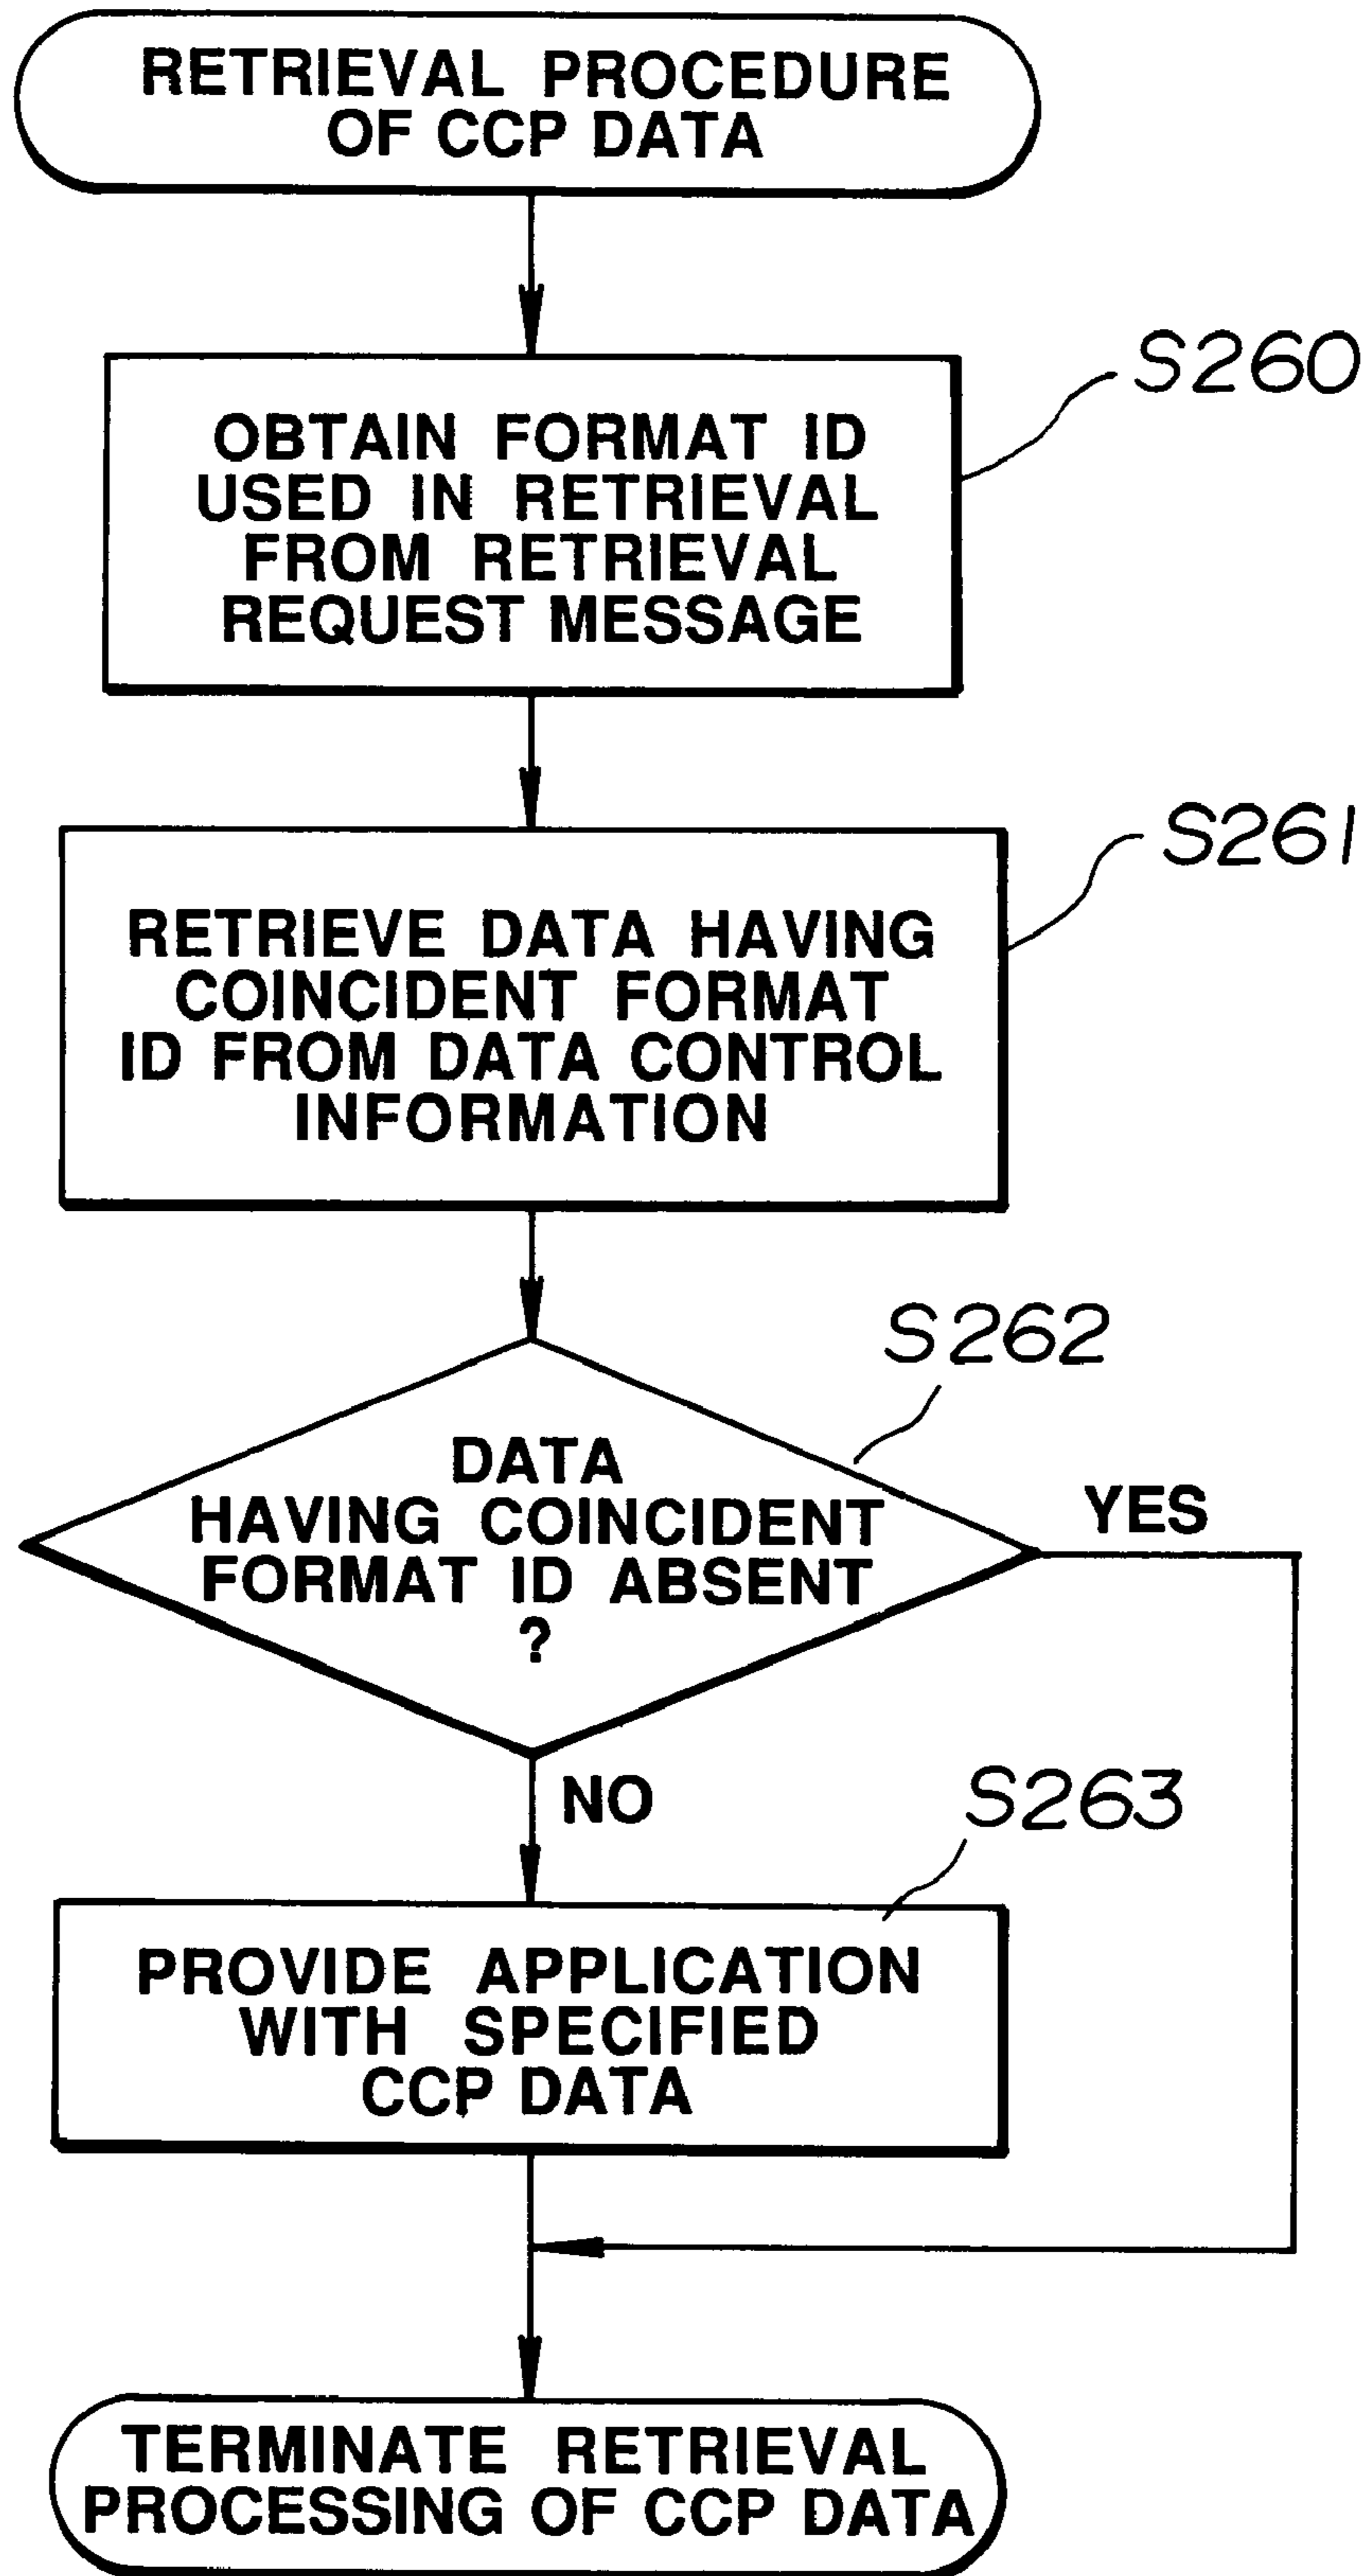 RETRIEVAL PROCEDURE
OF CCP DATA
S260
OBTAIN FORMAT ID
USED IN RETRIEVAL
FROM RETRIEVAL
REQUEST MESSAGE
S261
RETRIEVE DATA HAVING
COINCIDENT FORMAT
ID FROM DATA CONTROL
INFORMATION
S262
DATA
HAVING COINCIDENT
FORMAT ID ABSENT
?
YES
NO
S263
PROVIDE APPLICATION
WITH SPECIFIED
CCP DATA
TERMINATE RETRIEVAL
PROCESSING OF CCP DATA